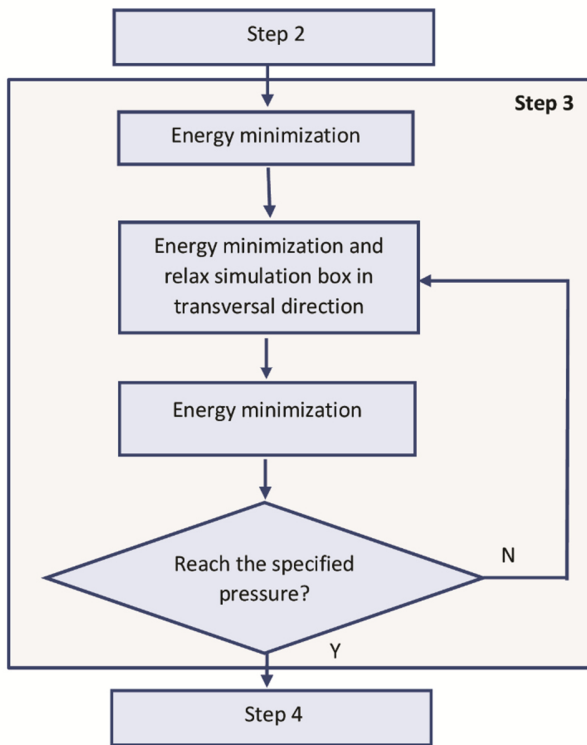 Step 2
Step 3
Energy minimization
Energy minimization and
relax simulation box in
transversal direction
Energy minimization
Reach the specified
pressure?
N
Y
Step 4